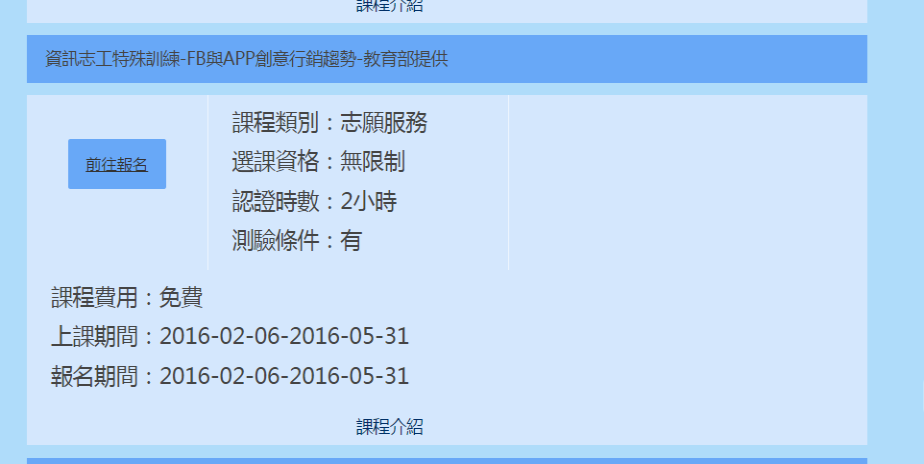 課程介紹
資訊志工特殊訓練-FB與APP創意行銷趨勢-教育部提供
前往報名
課程類別：志願服務
選課資格：無限制
認證時數：2小時
測驗條件：有
課程費用：免費
上課期間：2016-02-06-2016-05-31
報名期間：2016-02-06-2016-05-31
課程介紹